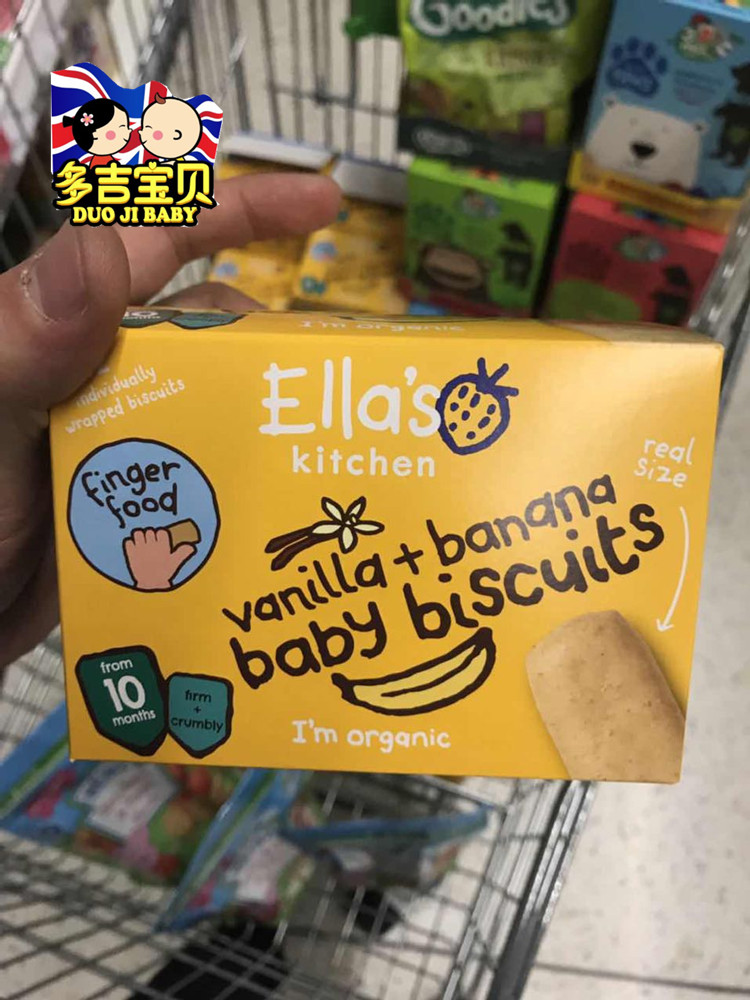 Goodies
多吉宝贝
DUO JI BABY
I'm organic
individually
wrapped biscuits
Ella's
kitchen
real
size
finger
food
vanilla + banana
baby biscuits
from
10
months
firm
+
crumbly
I'm organic